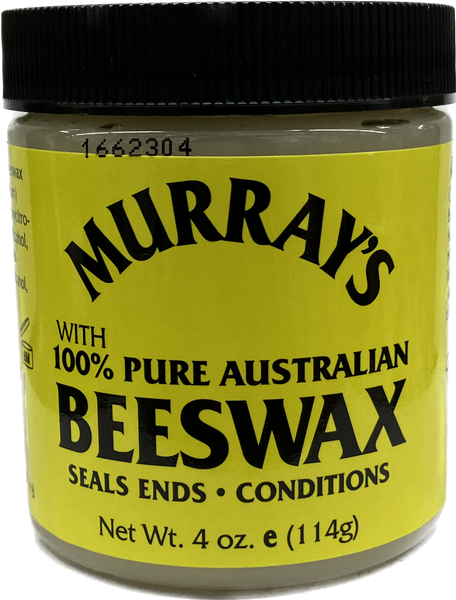 1662304
MURRAY'S
WITH
100% PURE AUSTRALIAN
BEESWAX
SEALS ENDS • CONDITIONS
Net Wt. 4 oz. e (114g)